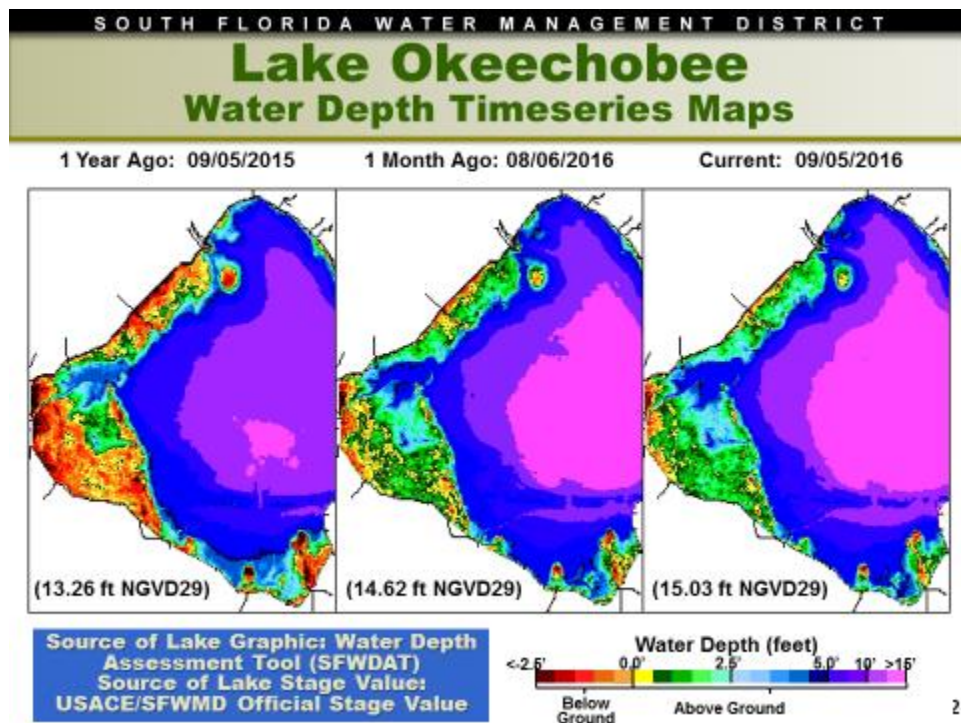 SOUTH FLORIDA WATER MANAGEMENT DISTRICT
Lake Okeechobee
Water Depth Timeseries Maps
1 Year Ago: 09/05/2015
1 Month Ago: 08/06/2016
Current: 09/05/2016
(13.26 ft NGVD29)
(14.62 ft NGVD29)
(15.03 ft NGVD29)
Source of Lake Graphic: Water Depth
Assessment Tool (SFWDAT)
Source of Lake Stage Value:
USACE/SFWMD Official Stage Value
Water Depth (feet)
<-2.5' 0.0' 2.5' 5.0' 10' >15'
Below
Ground
Above Ground
2